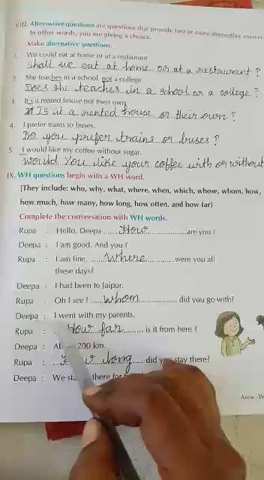 VIII. Alternative questions are questions that provide two or more alternative answers
In other words, you are giving a choice.
Make alternative questions.
1. We could eat at home or at a restaurant
Shall we eat at home or at a restaurant?
2. She teaches in a school not a college
Does she teaches in a school or a college?
3. It's a rented house not their own.
Is it a rented house or their own?
4. I prefer trains to buses.
Do you prefer trains or buses?
5. I would like my coffee without sugar.
Would You like your coffee with or without
IX. WH questions begin with a WH word.
[They include: who, why, what, where, when, which, whose, whom, how,
how much, how many, how long, how often, and how far]
Complete the conversation with WH words.
Rupa : Hello, Deepa ....How.... are you?
Deepa : I am good. And you?
Rupa : I am fine. ....Where.... were you all
these days?
Deepa : I had been to Jaipur.
Rupa : Oh I see! ....Whom.... did you go with?
Deepa : I went with my parents.
Rupa : ....How far.... is it from here?
Deepa : 200 km.
Rupa : ....How long.... did you stay there?
Deepa : We there for